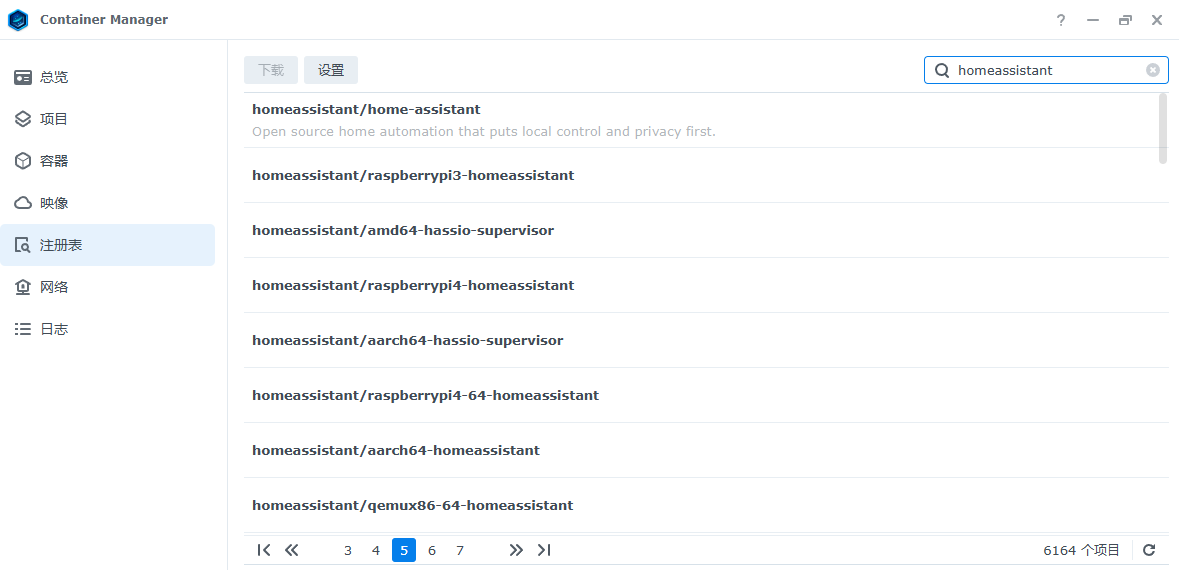 Container Manager
?
总览
项目
容器
映像
注册表
网络
日志
下载 设置
homeassistant
homeassistant/home-assistant
Open source home automation that puts local control and privacy first.
homeassistant/raspberrypi3-homeassistant
homeassistant/amd64-hassio-supervisor
homeassistant/raspberrypi4-homeassistant
homeassistant/aarch64-hassio-supervisor
homeassistant/raspberrypi4-64-homeassistant
homeassistant/aarch64-homeassistant
homeassistant/qemux86-64-homeassistant
3 4 5 6 7
6164 个项目